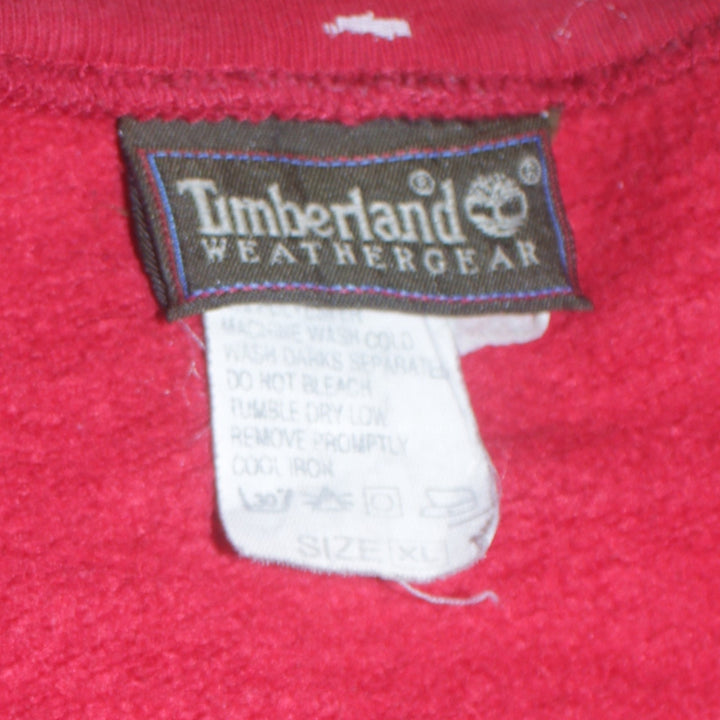 Timberland®
®
WEATHERGEAR
MACHINE WASH COLD
WASH DARKS SEPARATELY
DO NOT BLEACH
TUMBLE DRY LOW
REMOVE PROMPTLY
COOL IRON
SIZE XL